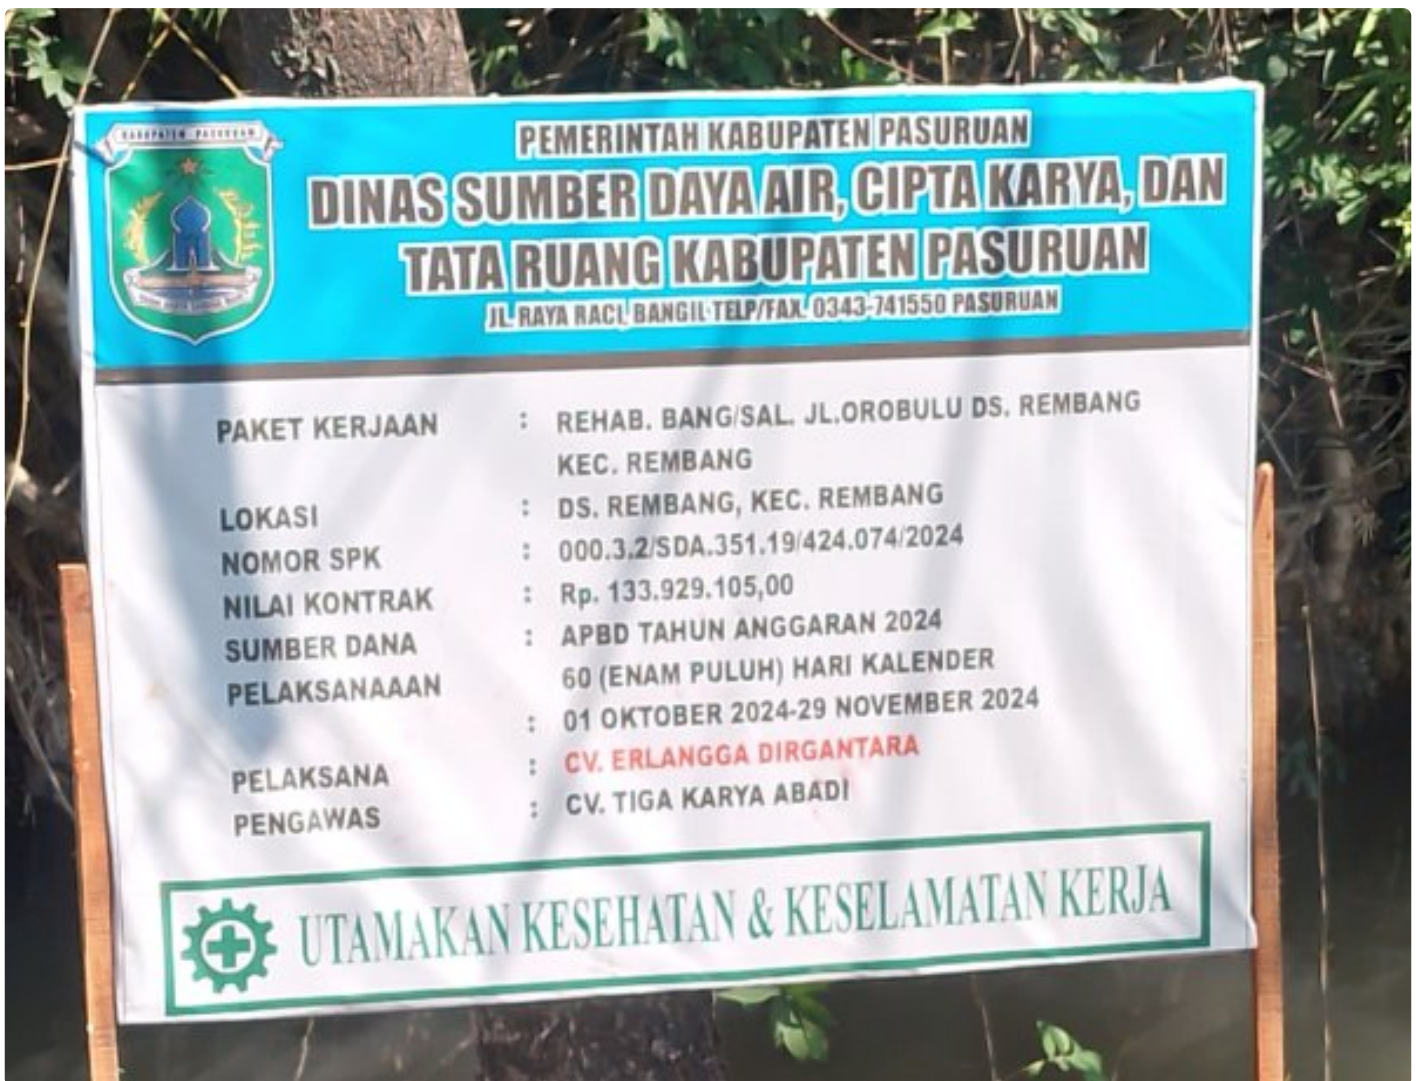 KABUPATEN PASURUAN
PEMERINTAH KABUPATEN PASURUAN
DINAS SUMBER DAYA AIR, CIPTA KARYA, DAN
TATA RUANG KABUPATEN PASURUAN
JL. RAYA RACI, BANGIL TELP/FAX. 0343-741550 PASURUAN
PAKET KERJAAN : REHAB. BANG/SAL. JL.OROBULU DS. REMBANG
KEC. REMBANG
LOKASI : DS. REMBANG, KEC. REMBANG
NOMOR SPK : 000.3.2/SDA.351.19/424.074/2024
NILAI KONTRAK : Rp. 133.929.105,00
SUMBER DANA : APBD TAHUN ANGGARAN 2024
PELAKSANAAAN 60 (ENAM PULUH) HARI KALENDER
: 01 OKTOBER 2024-29 NOVEMBER 2024
PELAKSANA : CV. ERLANGGA DIRGANTARA
PENGAWAS : CV. TIGA KARYA ABADI
UTAMAKAN KESEHATAN & KESELAMATAN KERJA